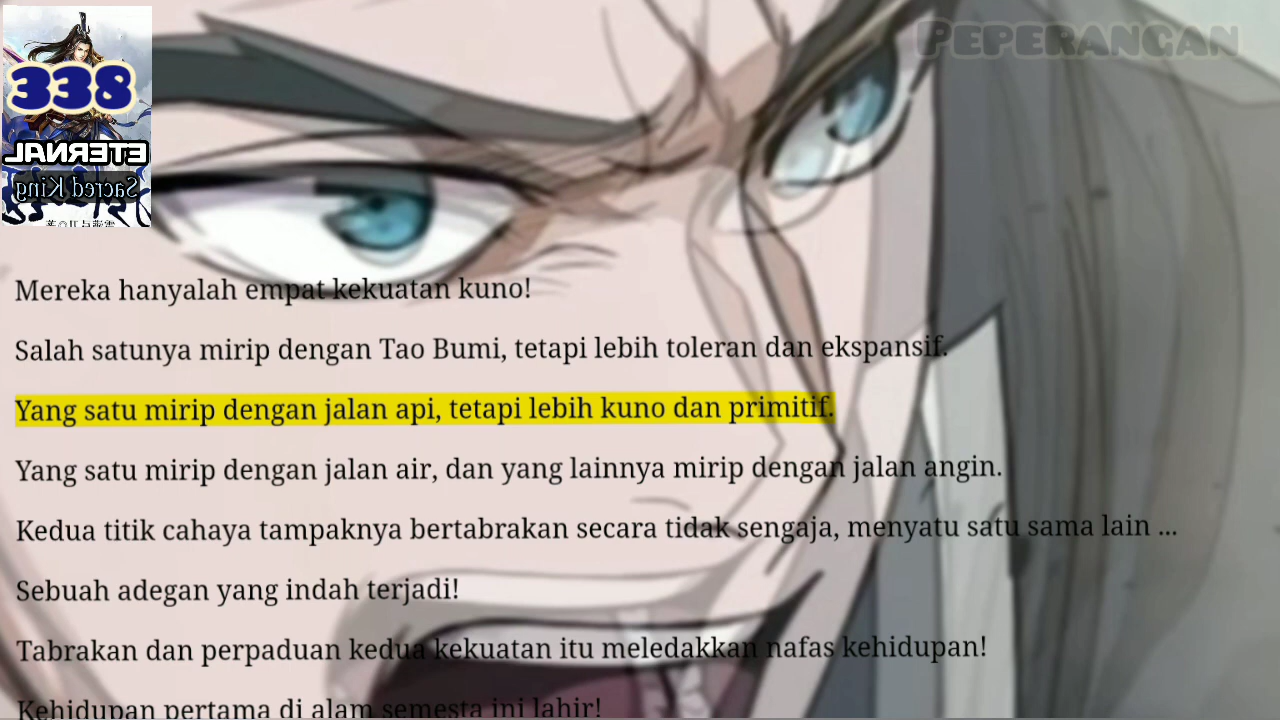 PEPERANGAN
338
ETERNAL
Sacred King
Mereka hanyalah empat kekuatan kuno!
Salah satunya mirip dengan Tao Bumi, tetapi lebih toleran dan ekspansif.
Yang satu mirip dengan jalan api, tetapi lebih kuno dan primitif.
Yang satu mirip dengan jalan air, dan yang lainnya mirip dengan jalan angin.
Kedua titik cahaya tampaknya bertabrakan secara tidak sengaja, menyatu satu sama lain ...
Sebuah adegan yang indah terjadi!
Tabrakan dan perpaduan kedua kekuatan itu meledakkan nafas kehidupan!
Kehidupan pertama di alam semesta ini lahir!